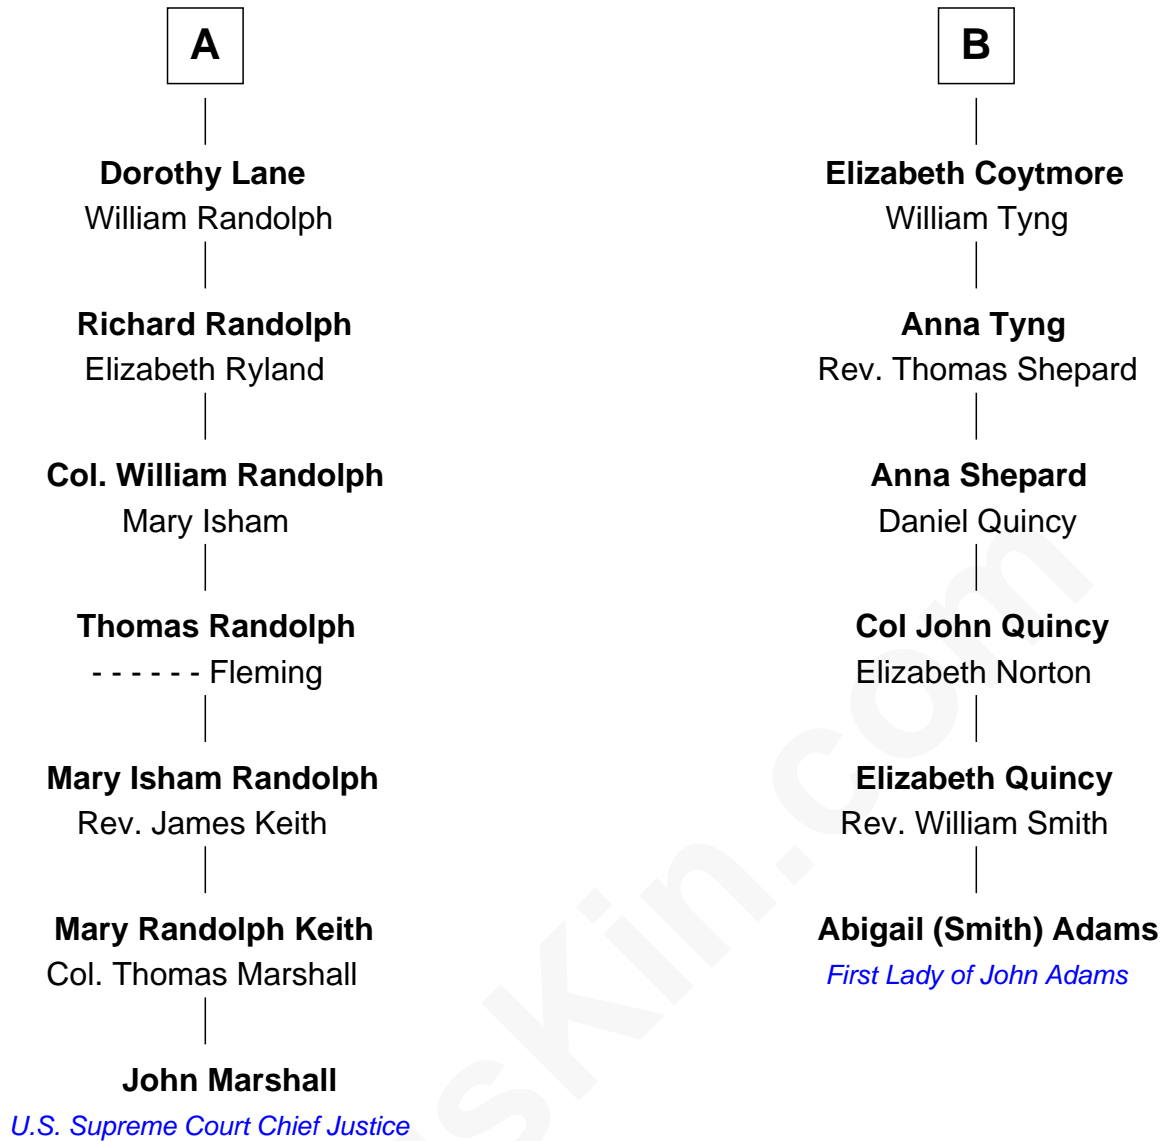 A
Dorothy Lane
William Randolph
Richard Randolph
Elizabeth Ryland
Col. William Randolph
Mary Isham
Thomas Randolph
- - - - - - Fleming
Mary Isham Randolph
Rev. James Keith
Mary Randolph Keith
Col. Thomas Marshall
John Marshall
U.S. Supreme Court Chief Justice
B
Elizabeth Coytmore
William Tyng
Anna Tyng
Rev. Thomas Shepard
Anna Shepard
Daniel Quincy
Col John Quincy
Elizabeth Norton
Elizabeth Quincy
Rev. William Smith
Abigail (Smith) Adams
First Lady of John Adams